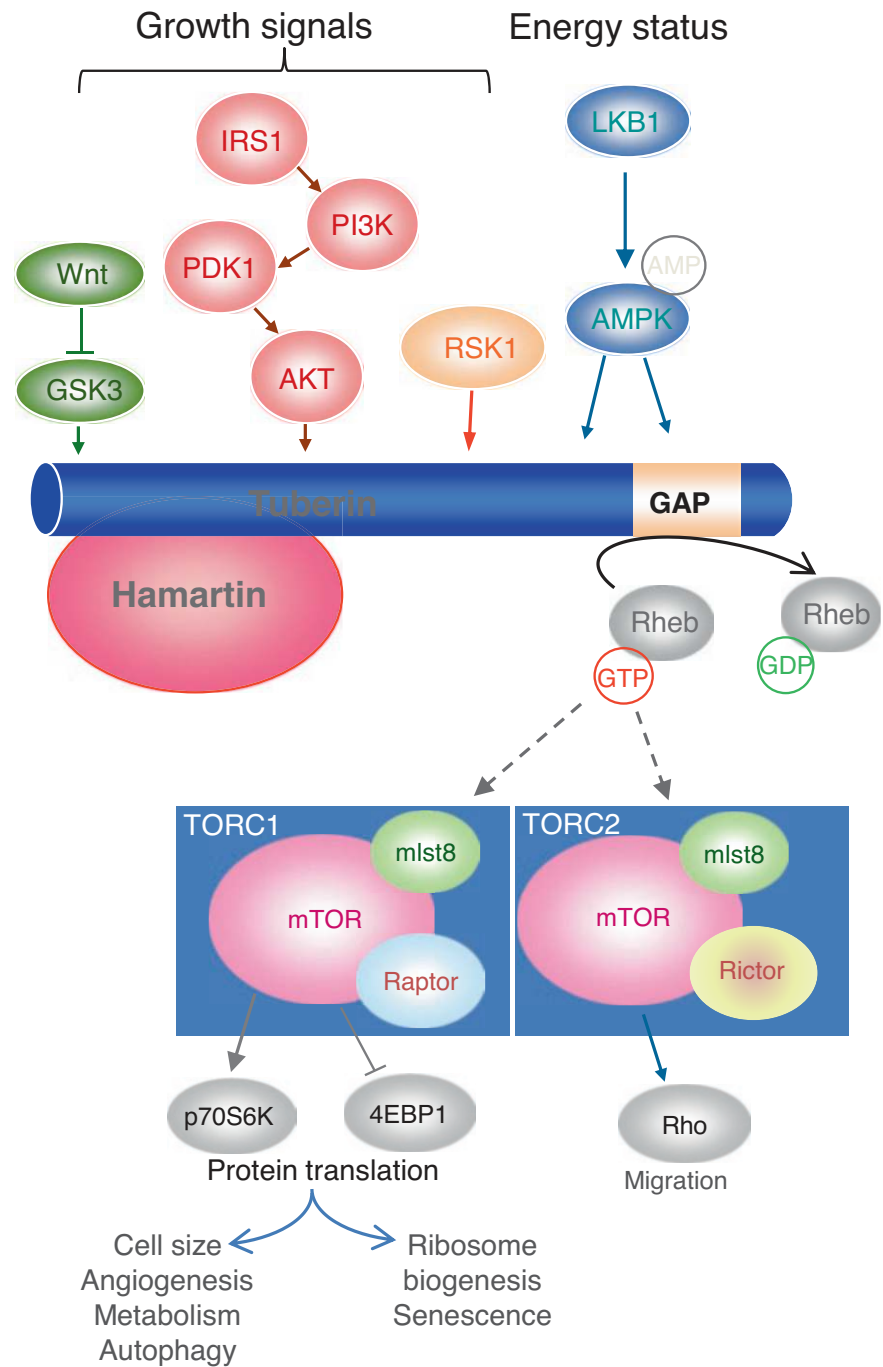 Growth signals
Energy status
IRS1
LKB1
PI3K
PDK1
Wnt
AMP
AMPK
RSK1
GSK3
AKT
Tuberin
GAP
Hamartin
Rheb
Rheb
GTP
GDP
TORC1
TORC2
mlst8
mlst8
mTOR
mTOR
Raptor
Rictor
p70S6K
4EBP1
Rho
Protein translation
Migration
Cell size
Angiogenesis
Metabolism
Autophagy
Ribosome
biogenesis
Senescence